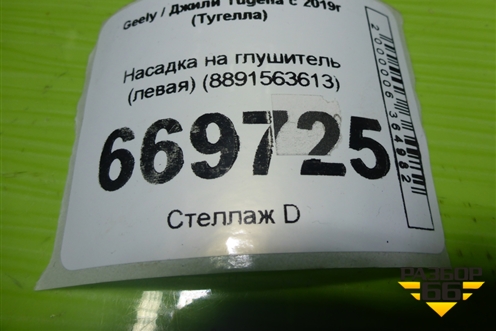 Geely / Джили Tugella с 2019г
(Тугелла)
Насадка на глушитель
(левая) (8891563613)
669725
Стеллаж D
РАЗБОР
66